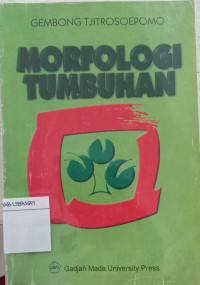 GEMBONG TJITROSOEPOMO
MORFOLOGI
TUMBUHAN
Gadjah Mada University Press